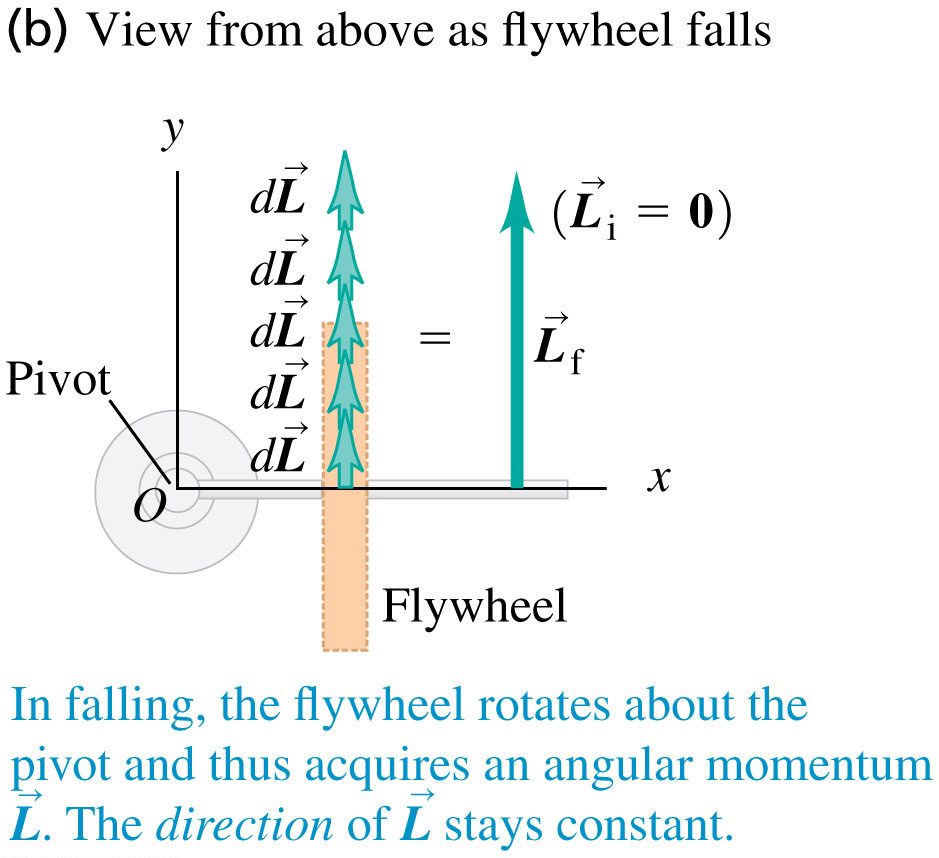 (b) View from above as flywheel falls
y
dL⃗
(L⃗i = 0)
dL⃗
dL⃗
=
L⃗f
Pivot
dL⃗
dL⃗
x
O
Flywheel
In falling, the flywheel rotates about the
pivot and thus acquires an angular momentum
L⃗. The direction of L⃗ stays constant.